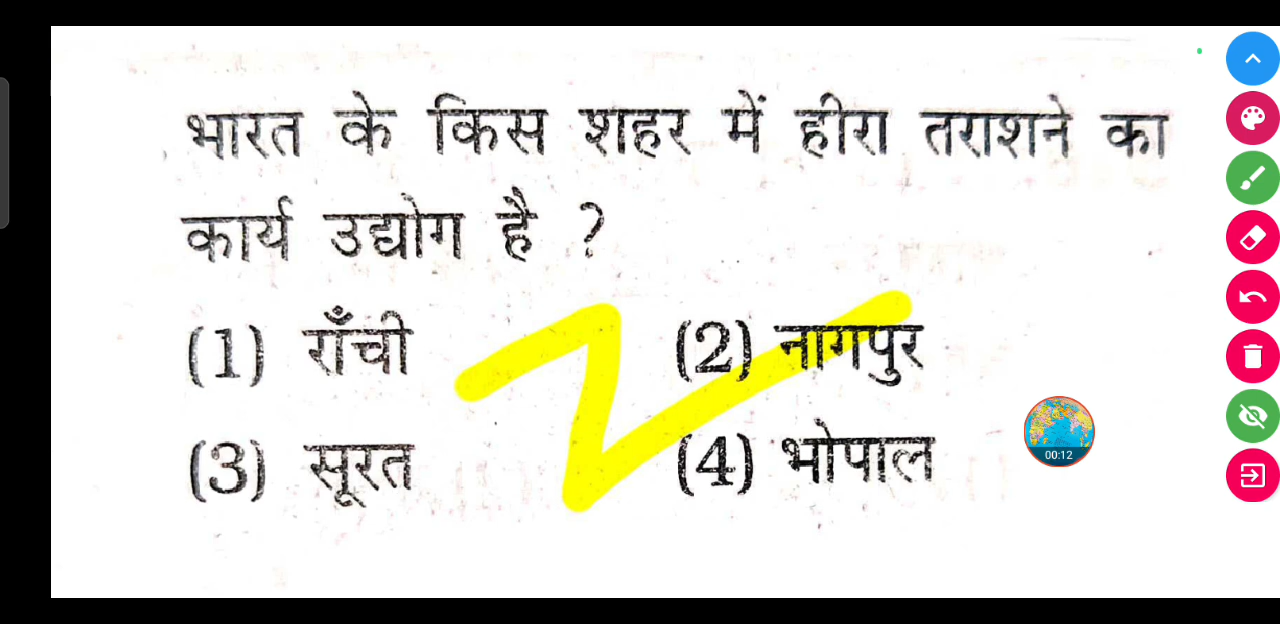 भारत के किस शहर में हीरा तराशने का
कार्य उद्योग है ?
(1) राँची (2) नागपुर
(3) सूरत (4) भोपाल
00:12